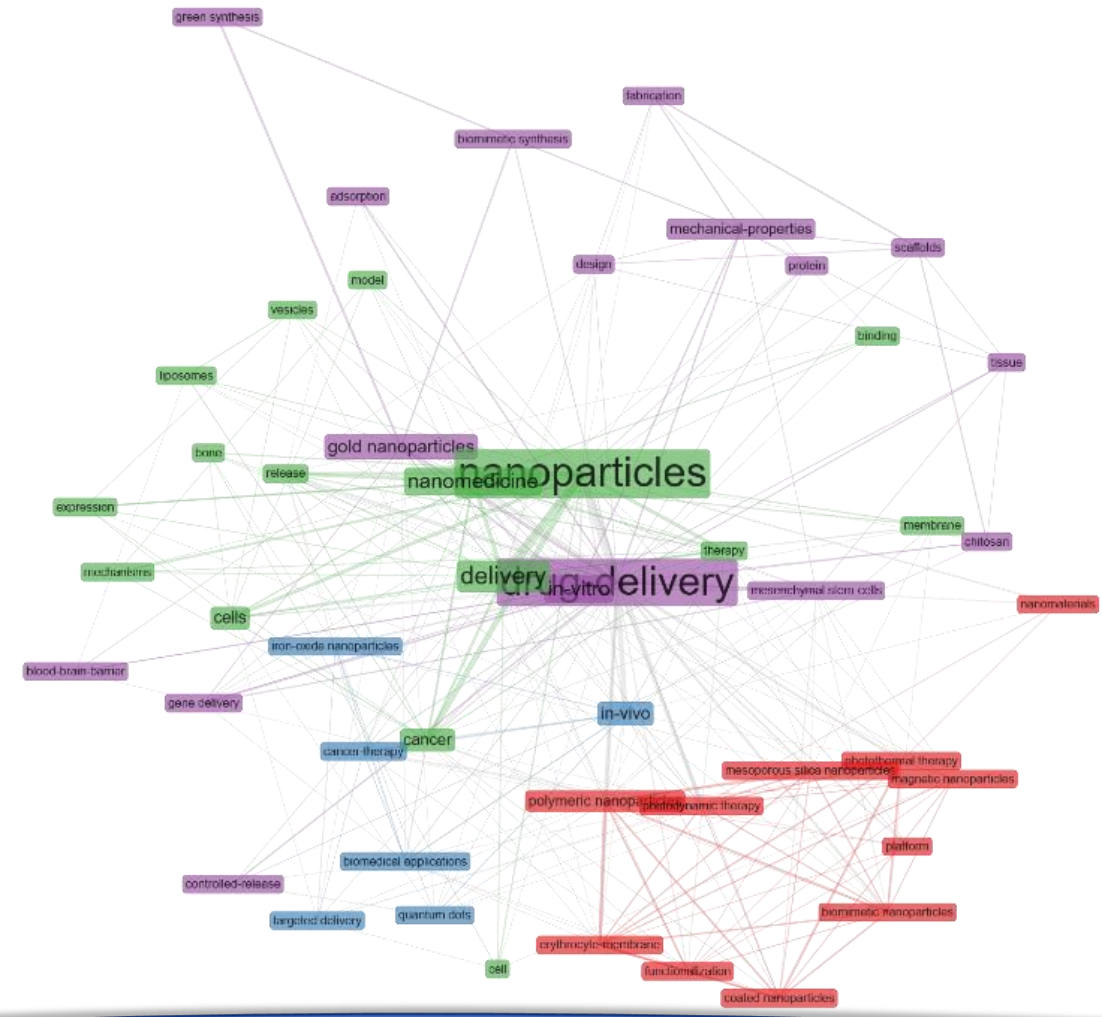 green synthesis
fabrication
biomimetic synthesis
adsorption
mechanical-properties
scaffolds
design
protein
model
vesicles
binding
tissue
liposomes
gold nanoparticles
bone
release
nanoparticles
nanomedicine
expression
membrane
chitosan
therapy
mechanisms
delivery
drug-delivery
in-vitro
mesenchymal stem cells
nanomaterials
cells
iron-oxide nanoparticles
blood-brain-barrier
gene delivery
in-vivo
cancer
cancer-therapy
photothermal therapy
mesoporous silica nanoparticles
magnetic nanoparticles
polymeric nanoparticles
photodynamic therapy
platform
biomedical applications
controlled-release
targeted delivery
quantum dots
biomimetic nanoparticles
erythrocyte-membrane
cell
functionalization
coated nanoparticles